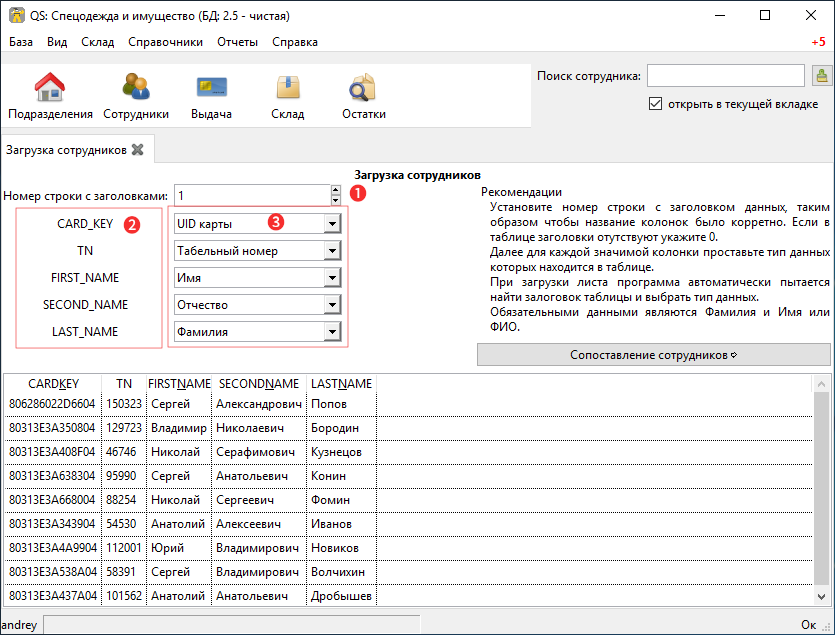 QS: Спецодежда и имущество (БД: 2.5 - чистая)
База Вид Склад Справочники Отчеты Справка +5
Поиск сотрудника:
открыть в текущей вкладке
Подразделения Сотрудники Выдача Склад Остатки
Загрузка сотрудников
Загрузка сотрудников
Номер строки с заголовками: 1 1
CARD_KEY 2 UID карты 3
TN Табельный номер
FIRST_NAME Имя
SECOND_NAME Отчество
LAST_NAME Фамилия
Рекомендации
Установите номер строки с заголовком данных, таким
образом чтобы название колонок было корретно. Если в
таблице заголовки отутствуют укажите 0.
Далее для каждой значимой колонки проставьте тип данных
которых находится в таблице.
При загрузки листа программа автоматически пытается
найти залоговок таблицы и выбрать тип данных.
Обязательными данными являются Фамилия и Имя или
ФИО.
Сопоставление сотрудников
CARDKEY TN FIRSTNAME SECONDNAME LASTNAME
806286022D6604 150323 Сергей Александрович Попов
80313E3A350804 129723 Владимир Николаевич Бородин
80313E3A408F04 46746 Николай Серафимович Кузнецов
80313E3A638304 95990 Сергей Анатольевич Конин
80313E3A668004 88254 Николай Сергеевич Фомин
80313E3A343904 54530 Анатолий Алексеевич Иванов
80313E3A4A9904 112001 Юрий Владимирович Новиков
80313E3A538A04 58391 Сергей Владимирович Волчихин
80313E3A437A04 101562 Анатолий Анатольевич Дробышев
andrey Ок